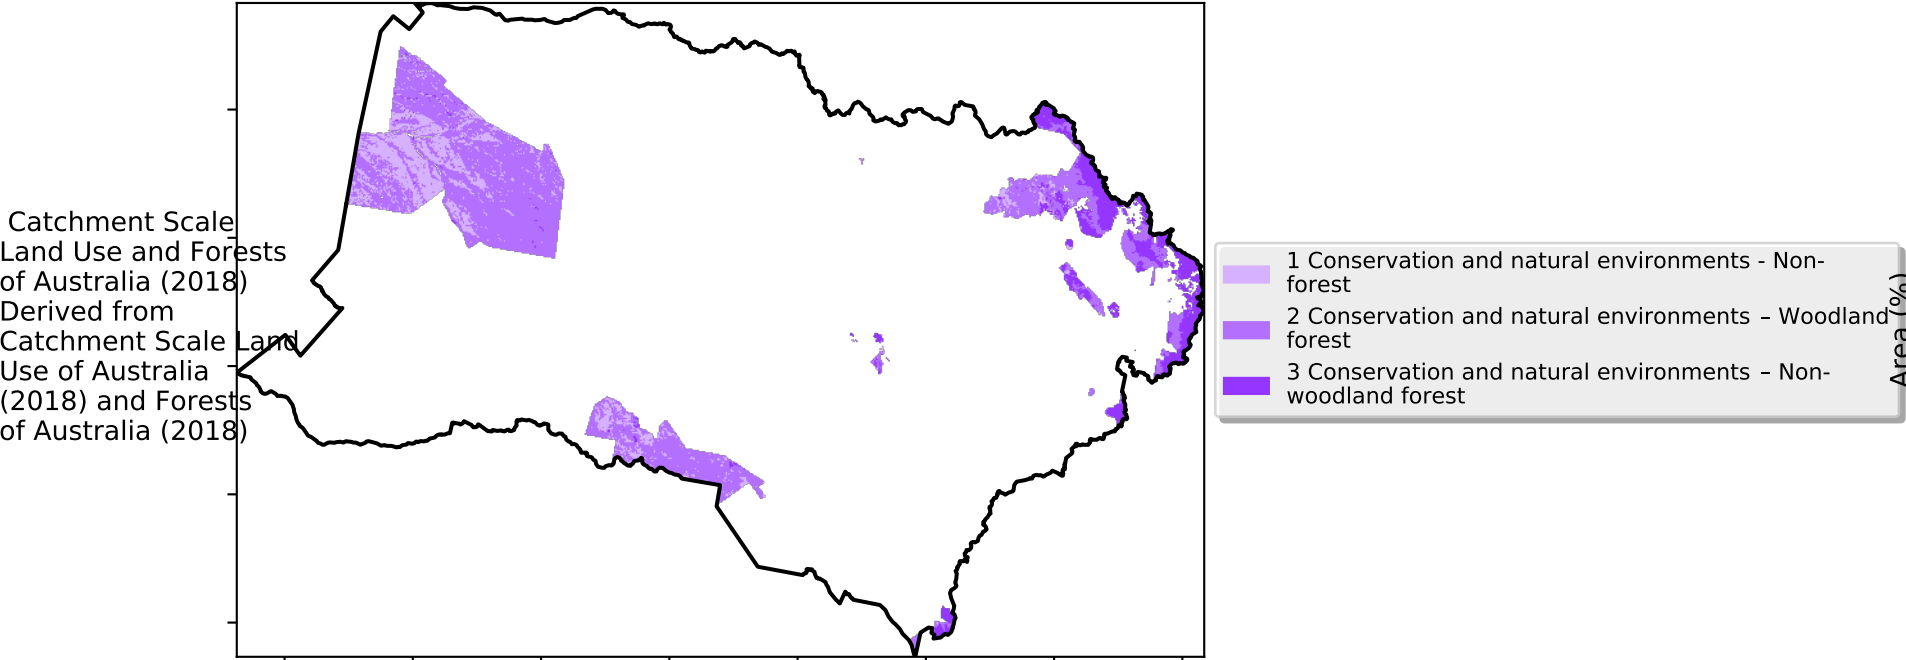 Catchment Scale
Land Use and Forests
of Australia (2018)
Derived from
Catchment Scale Land
Use of Australia
(2018) and Forests
of Australia (2018)
1 Conservation and natural environments - Non-
forest
2 Conservation and natural environments – Woodland
forest
3 Conservation and natural environments – Non-
woodland forest
Area (%)